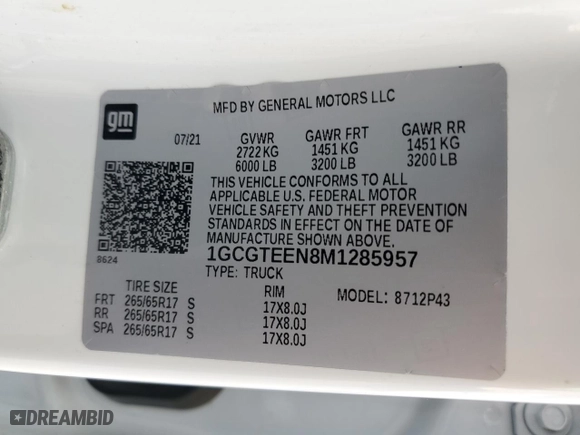 gm
MFD BY GENERAL MOTORS LLC
07/21 GVWR GAWR FRT GAWR RR
2722 KG 1451 KG 1451 KG
6000 LB 3200 LB 3200 LB
THIS VEHICLE CONFORMS TO ALL
APPLICABLE U.S. FEDERAL MOTOR
VEHICLE SAFETY AND THEFT PREVENTION
STANDARDS IN EFFECT ON THE DATE OF
MANUFACTURE SHOWN ABOVE.
8624
1GCGTEEN8M1285957
TYPE: TRUCK
TIRE SIZE RIM MODEL: 8712P43
FRT 265/65R17 S 17X8.0J
RR 265/65R17 S 17X8.0J
SPA 265/65R17 S 17X8.0J
DREAMBID